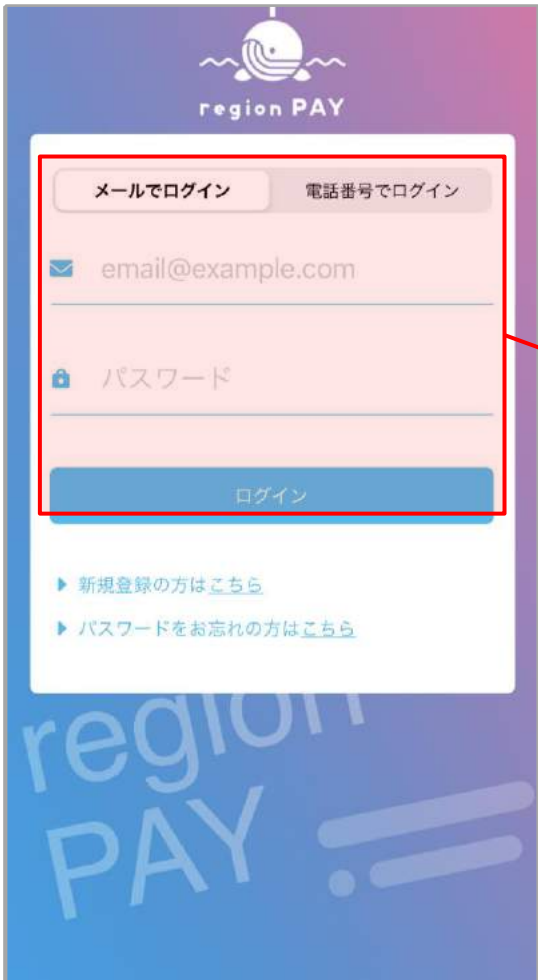 region PAY
メールでログイン 電話番号でログイン
email@example.com
パスワード
ログイン
新規登録の方はこちら
パスワードをお忘れの方はこちら
region
PAY